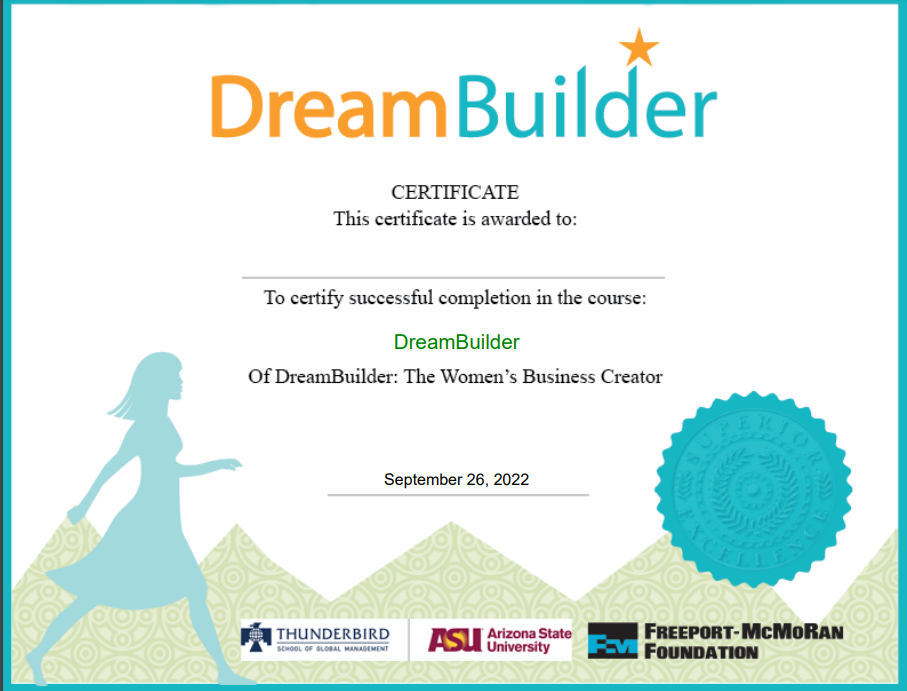 DreamBuilder
CERTIFICATE
This certificate is awarded to:
To certify successful completion in the course:
DreamBuilder
Of DreamBuilder: The Women’s Business Creator
September 26, 2022
SUPERIOR
EXCELLENCE
THUNDERBIRD
SCHOOL OF GLOBAL MANAGEMENT
ASU Arizona State
University
FCX FREEPORT-MCMORAN
FOUNDATION